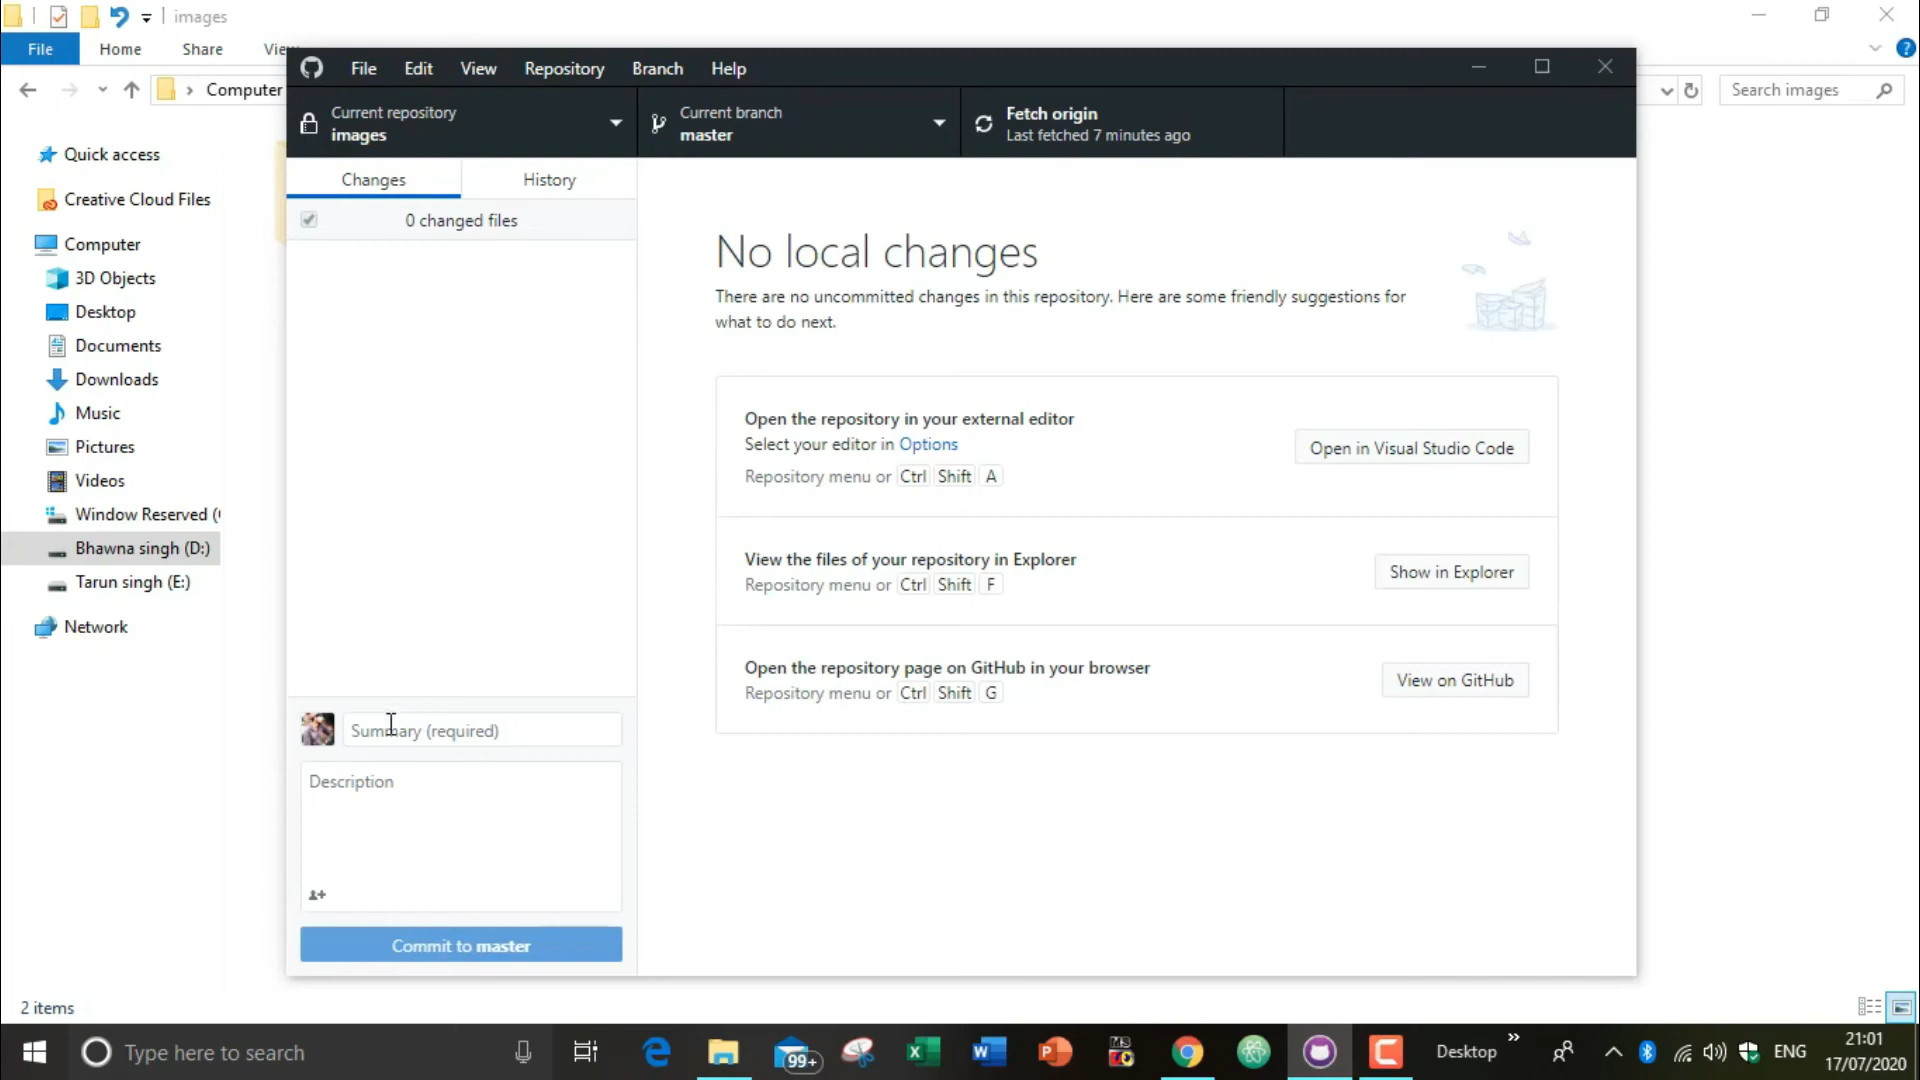 images
File Home Share View
Computer
Search images
File Edit View Repository Branch Help
Current repository
images
Current branch
master
Fetch origin
Last fetched 7 minutes ago
Changes History
0 changed files
Quick access
Creative Cloud Files
Computer
3D Objects
Desktop
Documents
Downloads
Music
Pictures
Videos
Window Reserved (
Bhawna singh (D:)
Tarun singh (E:)
Network
No local changes
There are no uncommitted changes in this repository. Here are some friendly suggestions for
what to do next.
Open the repository in your external editor
Select your editor in Options
Repository menu or Ctrl Shift A
Open in Visual Studio Code
View the files of your repository in Explorer
Repository menu or Ctrl Shift F
Show in Explorer
Open the repository page on GitHub in your browser
Repository menu or Ctrl Shift G
View on GitHub
Summary (required)
Description
Commit to master
2 items
Type here to search
99+
Desktop
ENG
21:01
17/07/2020